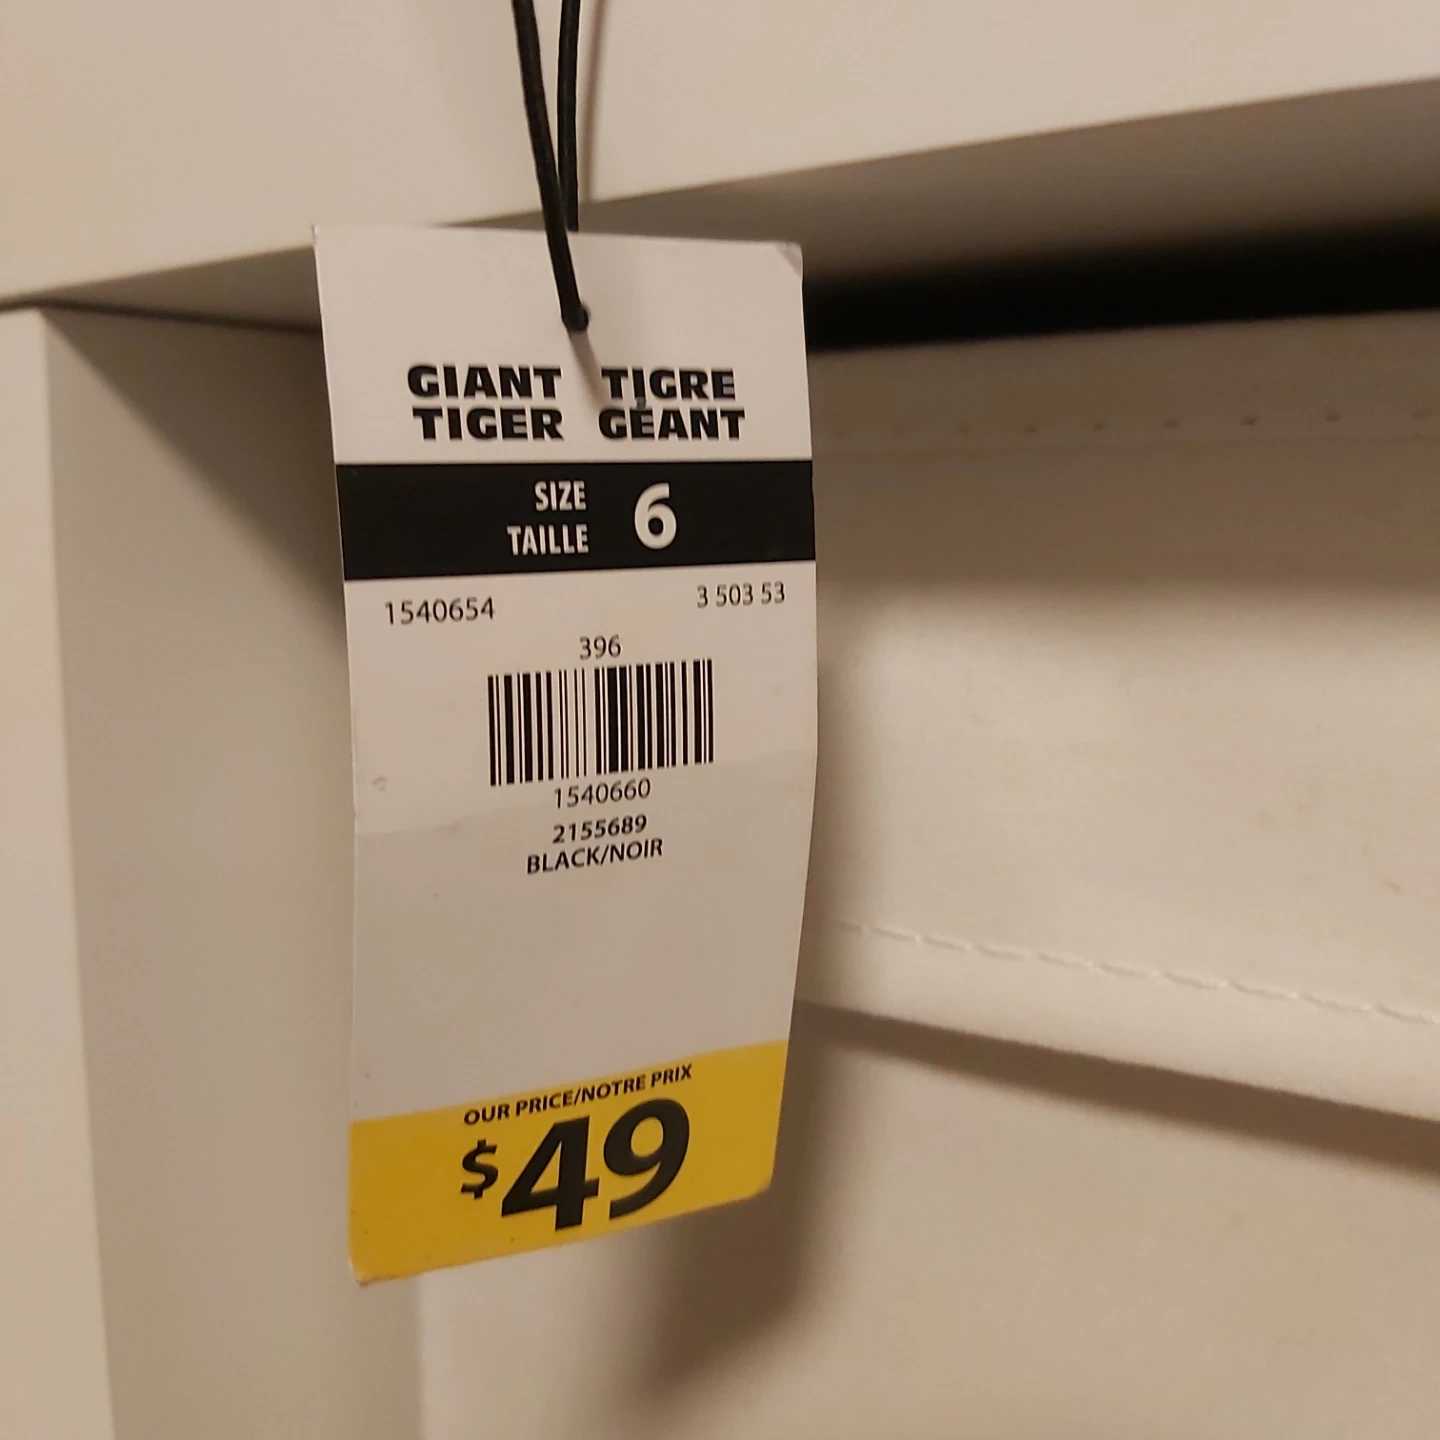 GIANT TIGRE
TIGER GÉANT
SIZE
TAILLE
6
1540654
3 503 53
396
1540660
2155689
BLACK/NOIR
OUR PRICE/NOTRE PRIX
$49